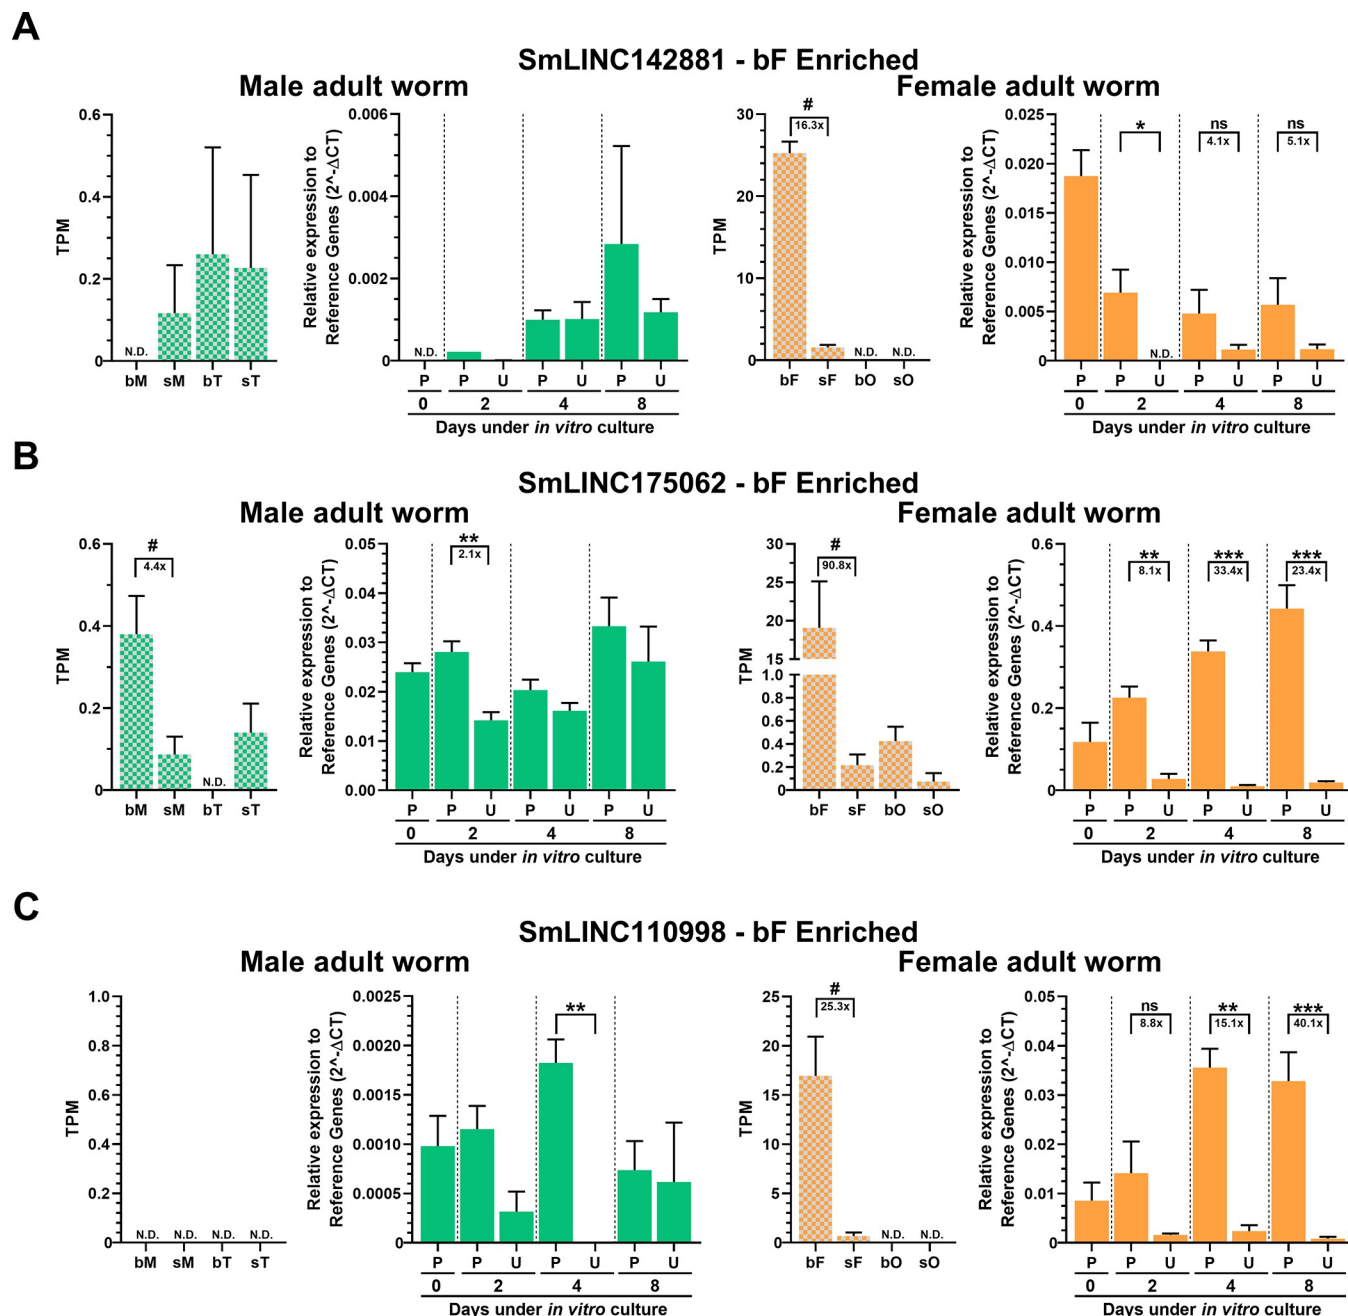 A
SmLINC142881 - bF Enriched
Male adult worm
Female adult worm
TPM
0.6
0.4
0.2
0
N.D.
bM sM bT sT
Relative expression to
Reference Genes (2^-ΔCT)
0.006
0.004
0.002
0
N.D.
P P U P U P U
0 2 4 8
Days under in vitro culture
TPM
30
20
10
0
#
16.3x
N.D. N.D.
bF sF bO sO
Relative expression to
Reference Genes (2^-ΔCT)
0.025
0.020
0.015
0.010
0.005
0
* ns ns
4.1x 5.1x
N.D.
P P U P U P U
0 2 4 8
Days under in vitro culture
B
SmLINC175062 - bF Enriched
Male adult worm
Female adult worm
TPM
0.6
0.4
0.2
0
#
4.4x
N.D.
bM sM bT sT
Relative expression to
Reference Genes (2^-ΔCT)
0.05
0.04
0.03
0.02
0.01
0.00
**
2.1x
P P U P U P U
0 2 4 8
Days under in vitro culture
TPM
30
25
20
15
1.0
0.8
0.6
0.4
0.2
0
#
90.8x
bF sF bO sO
Relative expression to
Reference Genes (2^-ΔCT)
0.6
0.4
0.2
0
** *** ***
8.1x 33.4x 23.4x
P P U P U P U
0 2 4 8
Days under in vitro culture
C
SmLINC110998 - bF Enriched
Male adult worm
Female adult worm
TPM
1.0
0.8
0.6
0.4
0.2
0
N.D. N.D. N.D. N.D.
bM sM bT sT
Relative expression to
Reference Genes (2^-ΔCT)
0.0025
0.0020
0.0015
0.0010
0.0005
0
**
P P U P U P U
0 2 4 8
Days under in vitro culture
TPM
25
20
15
10
5
0
#
25.3x
N.D. N.D.
bF sF bO sO
Relative expression to
Reference Genes (2^-ΔCT)
0.05
0.04
0.03
0.02
0.01
0
ns ** ***
8.8x 15.1x 40.1x
P P U P U P U
0 2 4 8
Days under in vitro culture